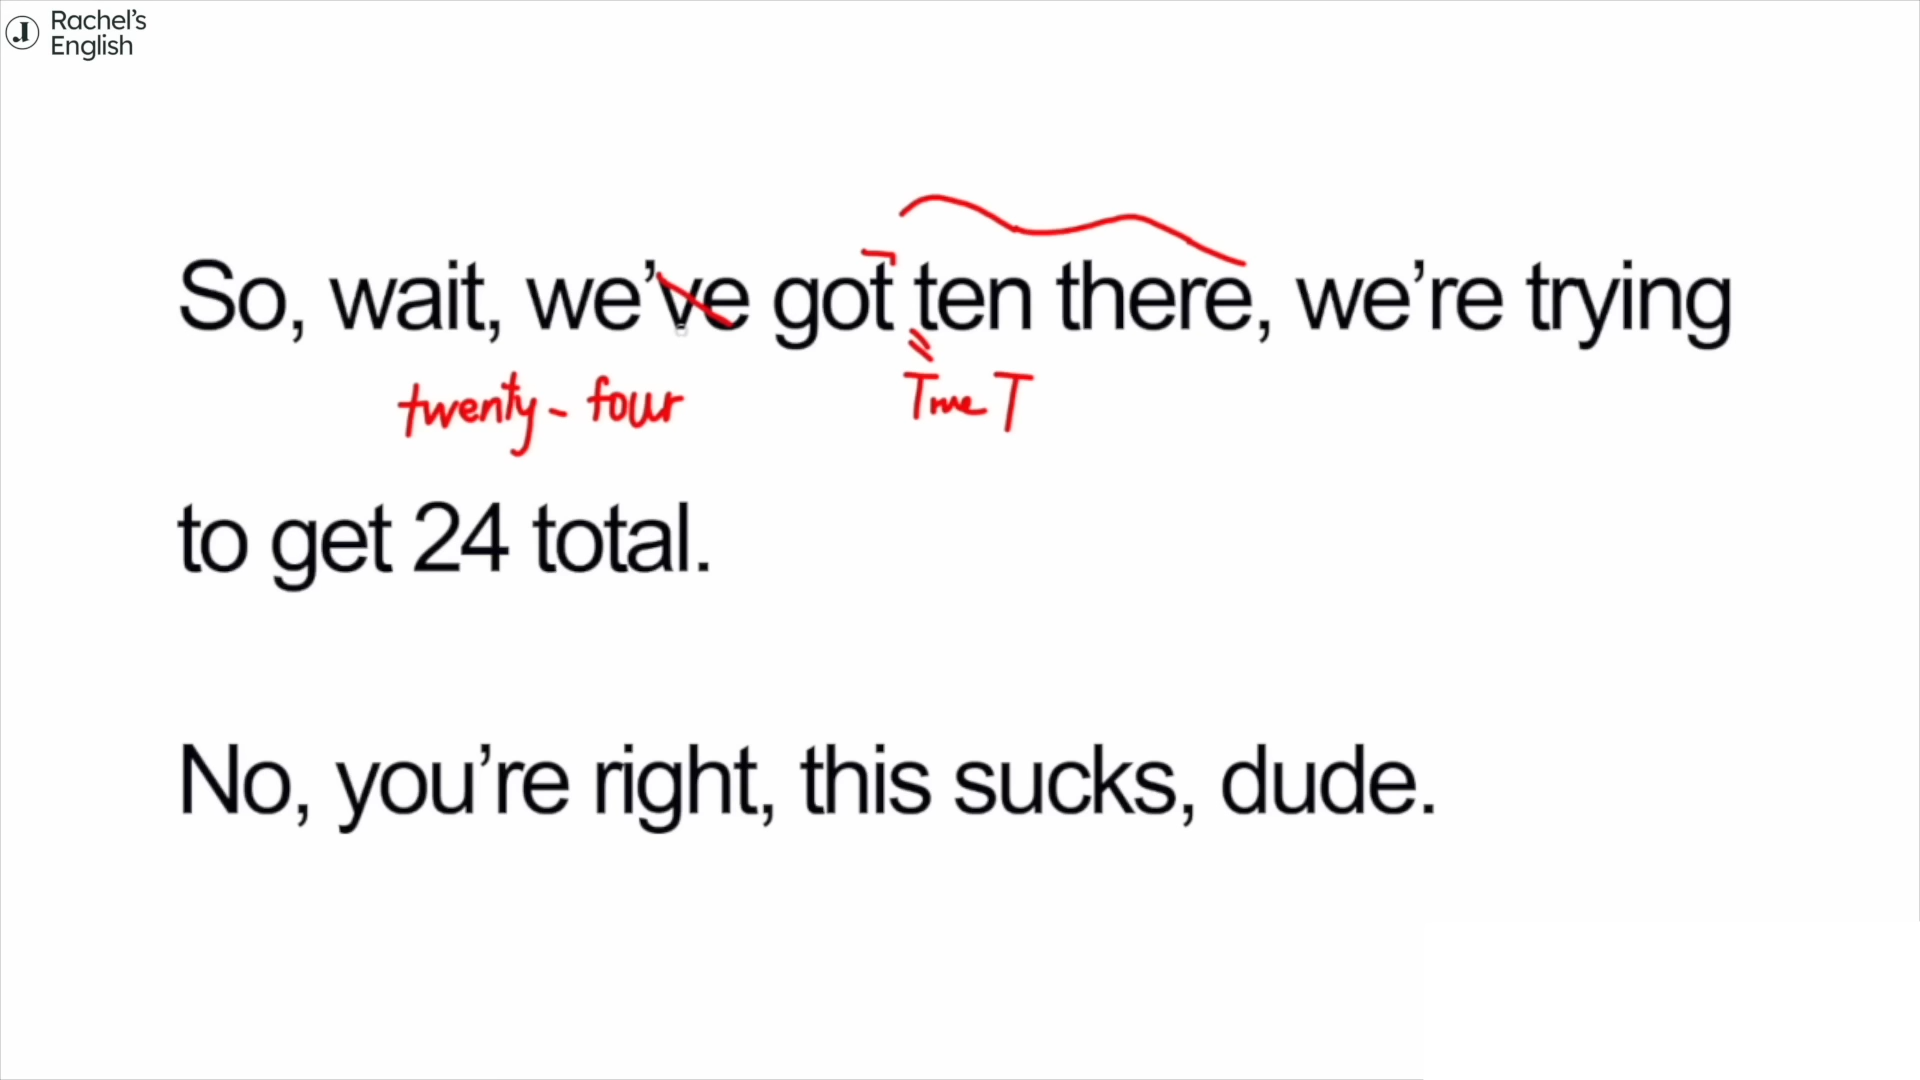 Rachel's
English
So, wait, we've got ten there, we're trying
twenty-four True T
to get 24 total.
No, you're right, this sucks, dude.